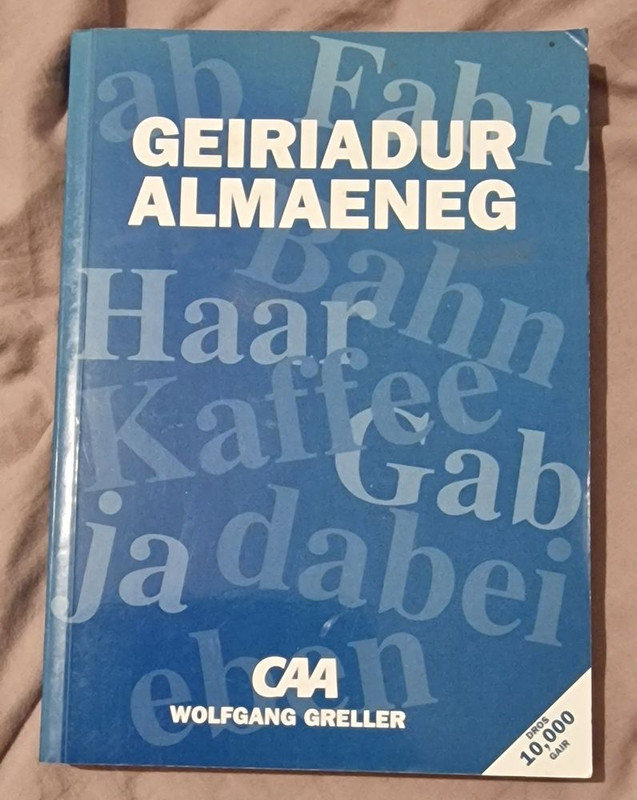 ab Fabri
GEIRIADUR
ALMAENEG
Bahn
Haar
Kaffee
Gab
ja dabei
eben
CAA
WOLFGANG GRELLER
DROS
10,000
GAIR